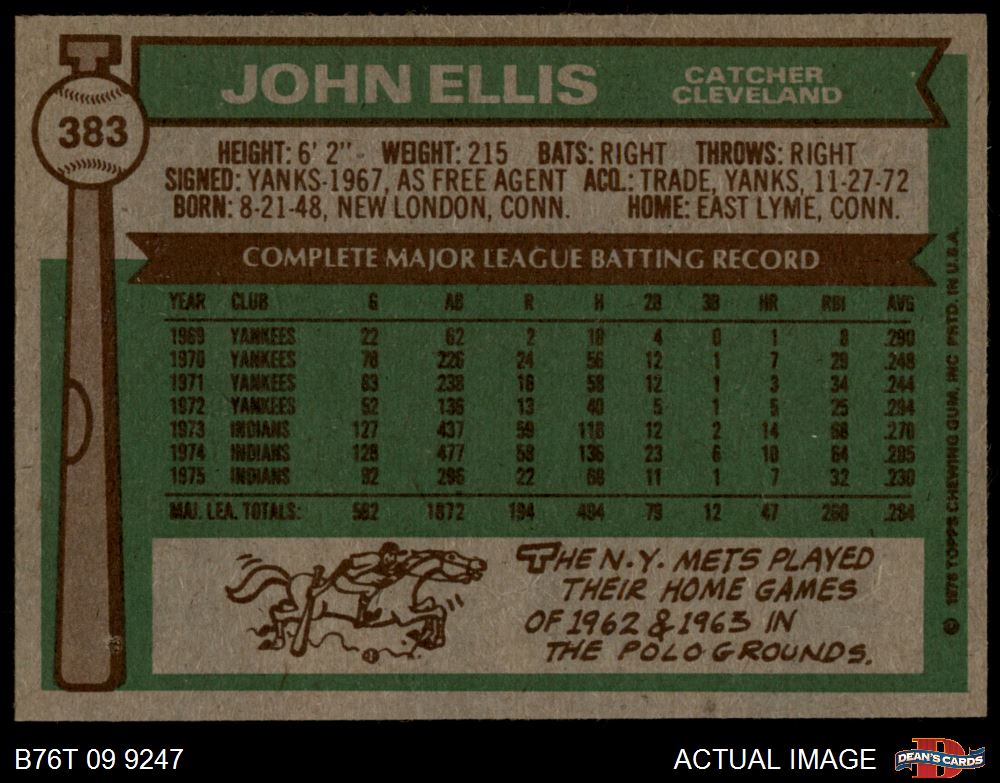 383
JOHN ELLIS
CATCHER
CLEVELAND
HEIGHT: 6' 2" WEIGHT: 215 BATS: RIGHT THROWS: RIGHT
SIGNED: YANKS-1967, AS FREE AGENT ACQ.: TRADE, YANKS, 11-27-72
BORN: 8-21-48, NEW LONDON, CONN. HOME: EAST LYME, CONN.
COMPLETE MAJOR LEAGUE BATTING RECORD
YEAR CLUB G AB R H 2B 3B HR RBI AVG
1969 YANKEES 22 62 2 18 4 0 1 8 .290
1970 YANKEES 78 226 24 56 12 1 7 29 .248
1971 YANKEES 83 238 16 58 12 1 3 34 .244
1972 YANKEES 52 136 13 40 5 1 5 25 .294
1973 INDIANS 127 437 59 118 12 2 14 68 .270
1974 INDIANS 128 477 58 136 23 6 10 64 .285
1975 INDIANS 92 296 22 68 11 1 7 32 .230
MAJ. LEA. TOTALS: 582 1872 194 494 79 12 47 260 .264
THE N.Y. METS PLAYED
THEIR HOME GAMES
OF 1962 & 1963 IN
THE POLO GROUNDS.
© 1976 TOPPS CHEWING GUM, INC PRTD. IN U.S.A.
B76T 09 9247
ACTUAL IMAGE
D
DEAN'S CARDS